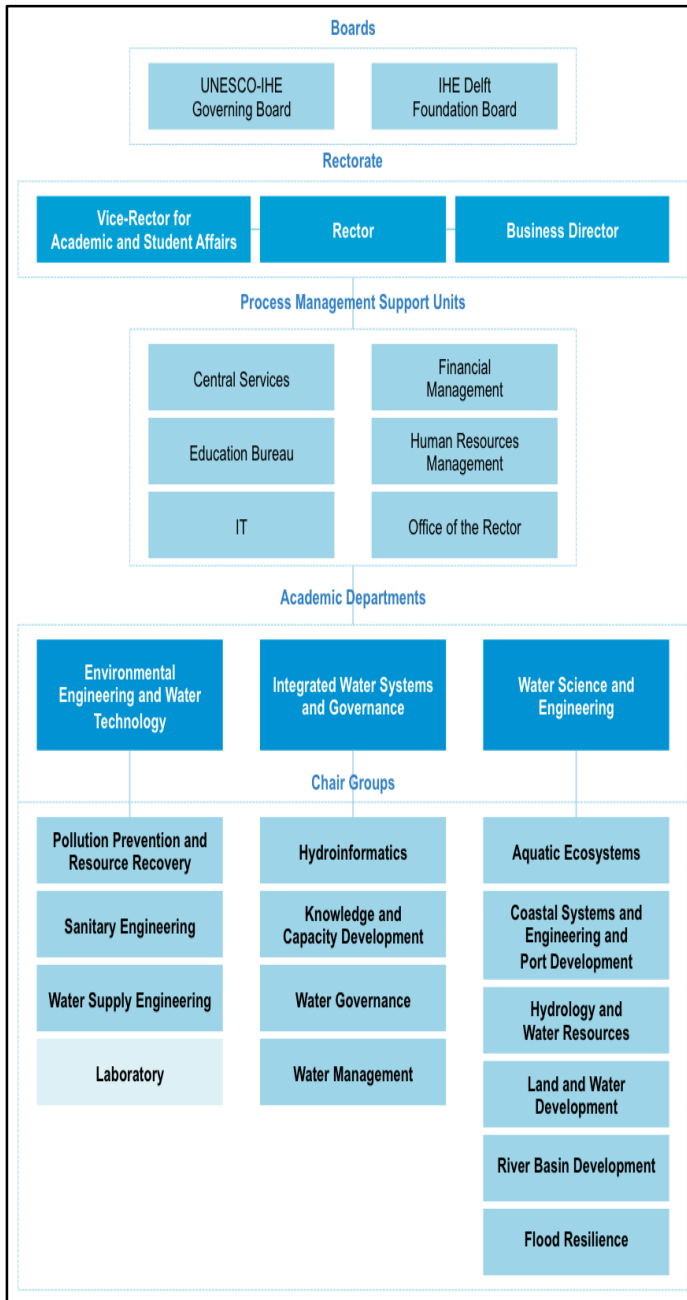 Boards
UNESCO-IHE
Governing Board
IHE Delft
Foundation Board
Rectorate
Vice-Rector for
Academic and Student Affairs
Rector
Business Director
Process Management Support Units
Central Services
Financial
Management
Education Bureau
Human Resources
Management
IT
Office of the Rector
Academic Departments
Environmental
Engineering and Water
Technology
Integrated Water Systems
and Governance
Water Science and
Engineering
Chair Groups
Pollution Prevention and
Resource Recovery
Sanitary Engineering
Water Supply Engineering
Laboratory
Hydroinformatics
Knowledge and
Capacity Development
Water Governance
Water Management
Aquatic Ecosystems
Coastal Systems and
Engineering and
Port Development
Hydrology and
Water Resources
Land and Water
Development
River Basin Development
Flood Resilience